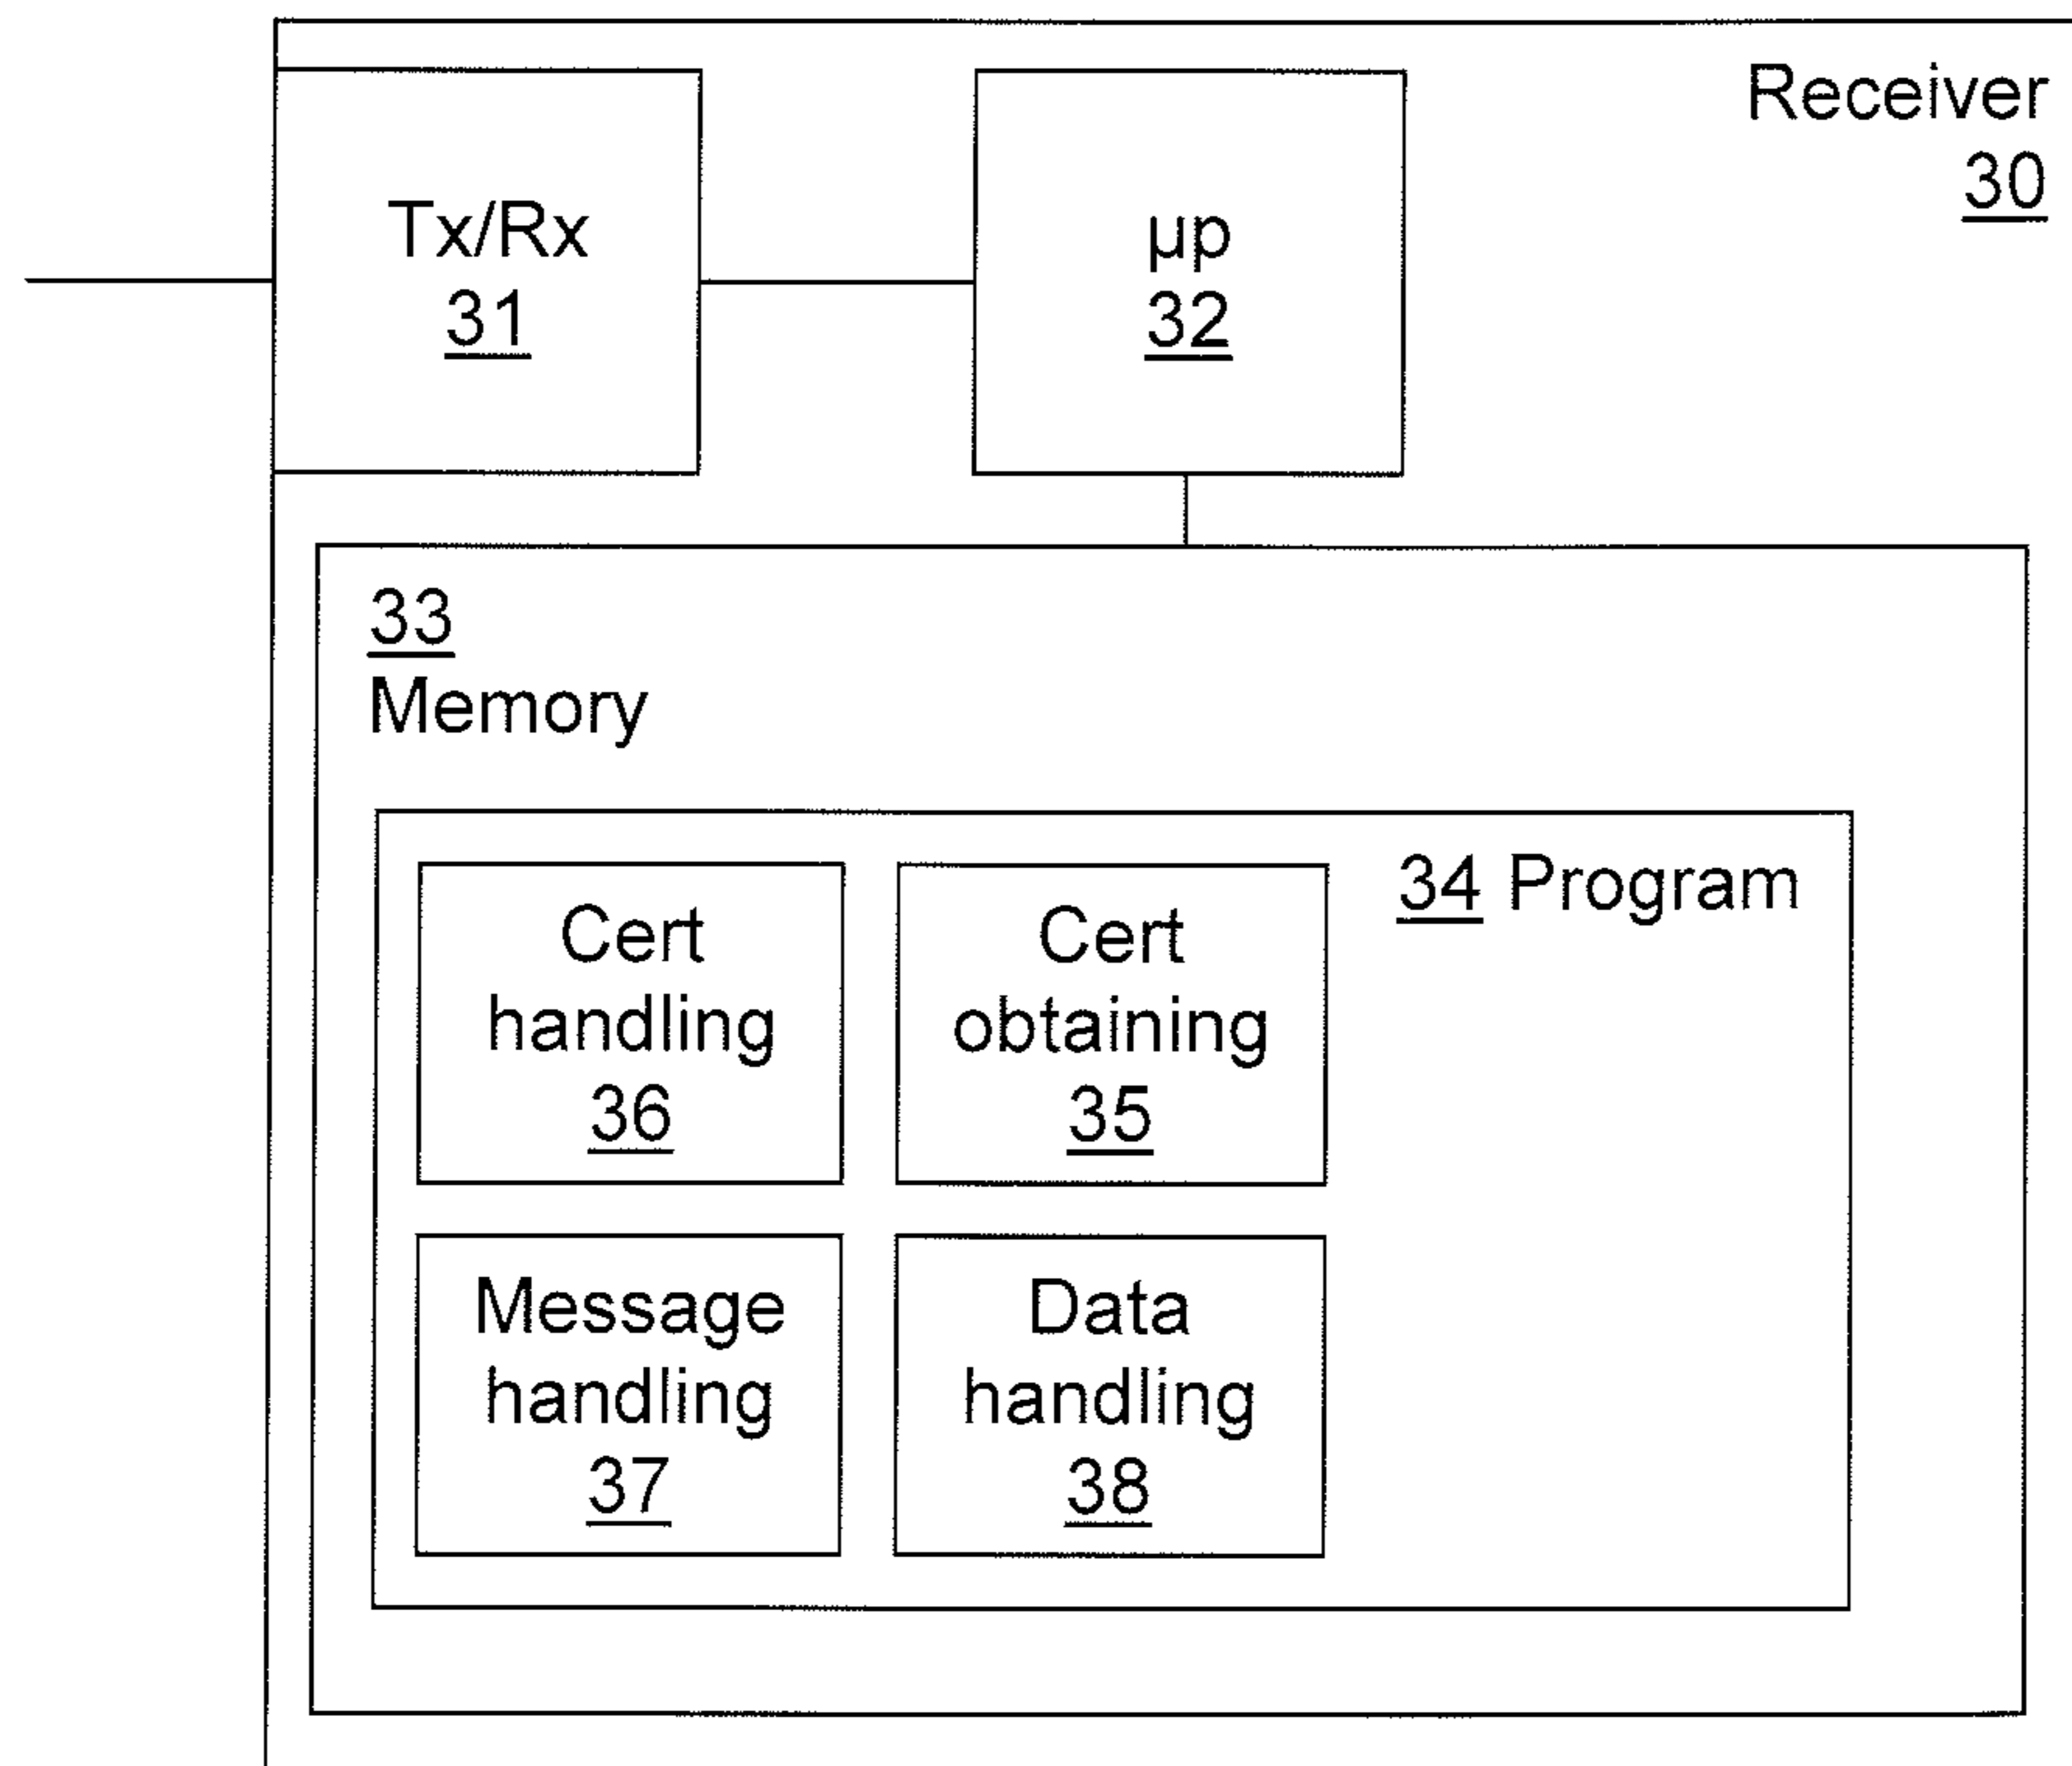 Receiver
30
Tx/Rx
31
µp
32
33
Memory
34 Program
Cert
handling
36
Cert
obtaining
35
Message
handling
37
Data
handling
38